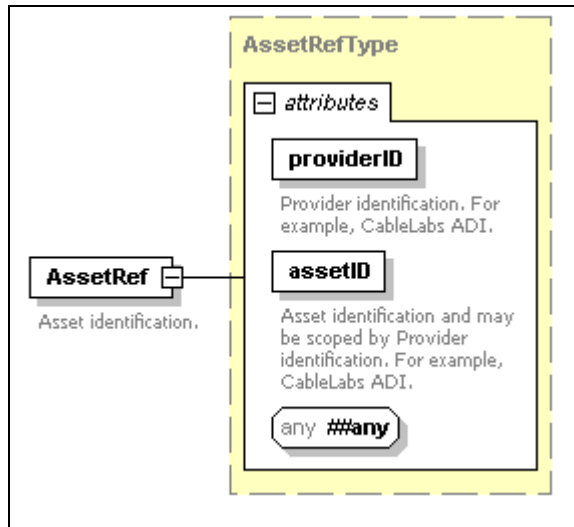 AssetRefType
attributes
providerID
Provider identification. For
example, CableLabs ADI.
AssetRef
Asset identification.
assetID
Asset identification and may
be scoped by Provider
identification. For example,
CableLabs ADI.
any ##any